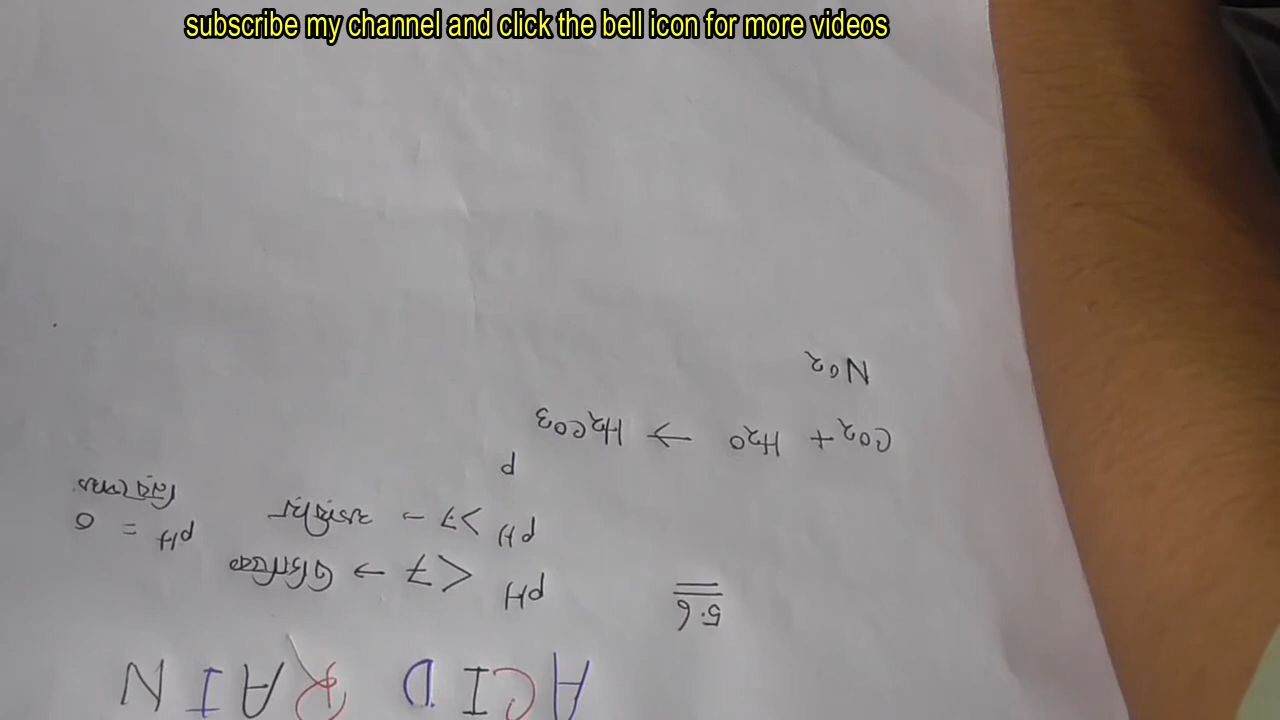 subscribe my channel and click the bell icon for more videos
ACID RAIN
5.6
pH < 7 →
pH > 7 -
pH = 0
p
CO2 + H2O → H2CO3
NO2